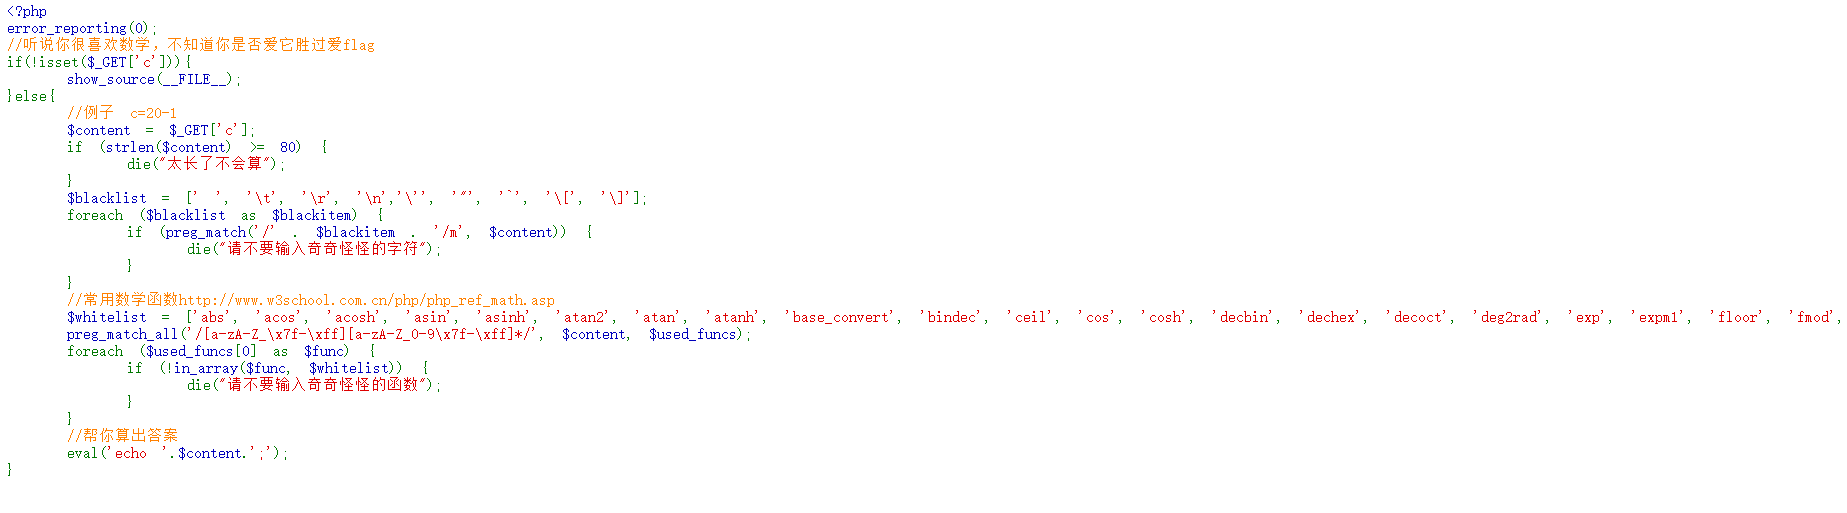 <?php
error_reporting(0);
//听说你很喜欢数学，不知道你是否爱它胜过爱flag
if(!isset($_GET['c'])){
    show_source(__FILE__);
}else{
    //例子 c=20-1
    $content = $_GET['c'];
    if (strlen($content) >= 80) {
        die("太长了不会算");
    }
    $blacklist = [' ', '\t', '\r', '\n','\'', '"', '`', '\[', '\]'];
    foreach ($blacklist as $blackitem) {
        if (preg_match('/' . $blackitem . '/m', $content)) {
            die("请不要输入奇奇怪怪的字符");
        }
    }
    //常用数学函数http://www.w3school.com.cn/php/php_ref_math.asp
    $whitelist = ['abs', 'acos', 'acosh', 'asin', 'asinh', 'atan2', 'atan', 'atanh', 'base_convert', 'bindec', 'ceil', 'cos', 'cosh', 'decbin', 'dechex', 'decoct', 'deg2rad', 'exp', 'expm1', 'floor', 'fmod',
    preg_match_all('/[a-zA-Z_\x7f-\xff][a-zA-Z_0-9\x7f-\xff]*/', $content, $used_funcs);
    foreach ($used_funcs[0] as $func) {
        if (!in_array($func, $whitelist)) {
            die("请不要输入奇奇怪怪的函数");
        }
    }
    //帮你算出答案
    eval('echo '.$content.';');
}